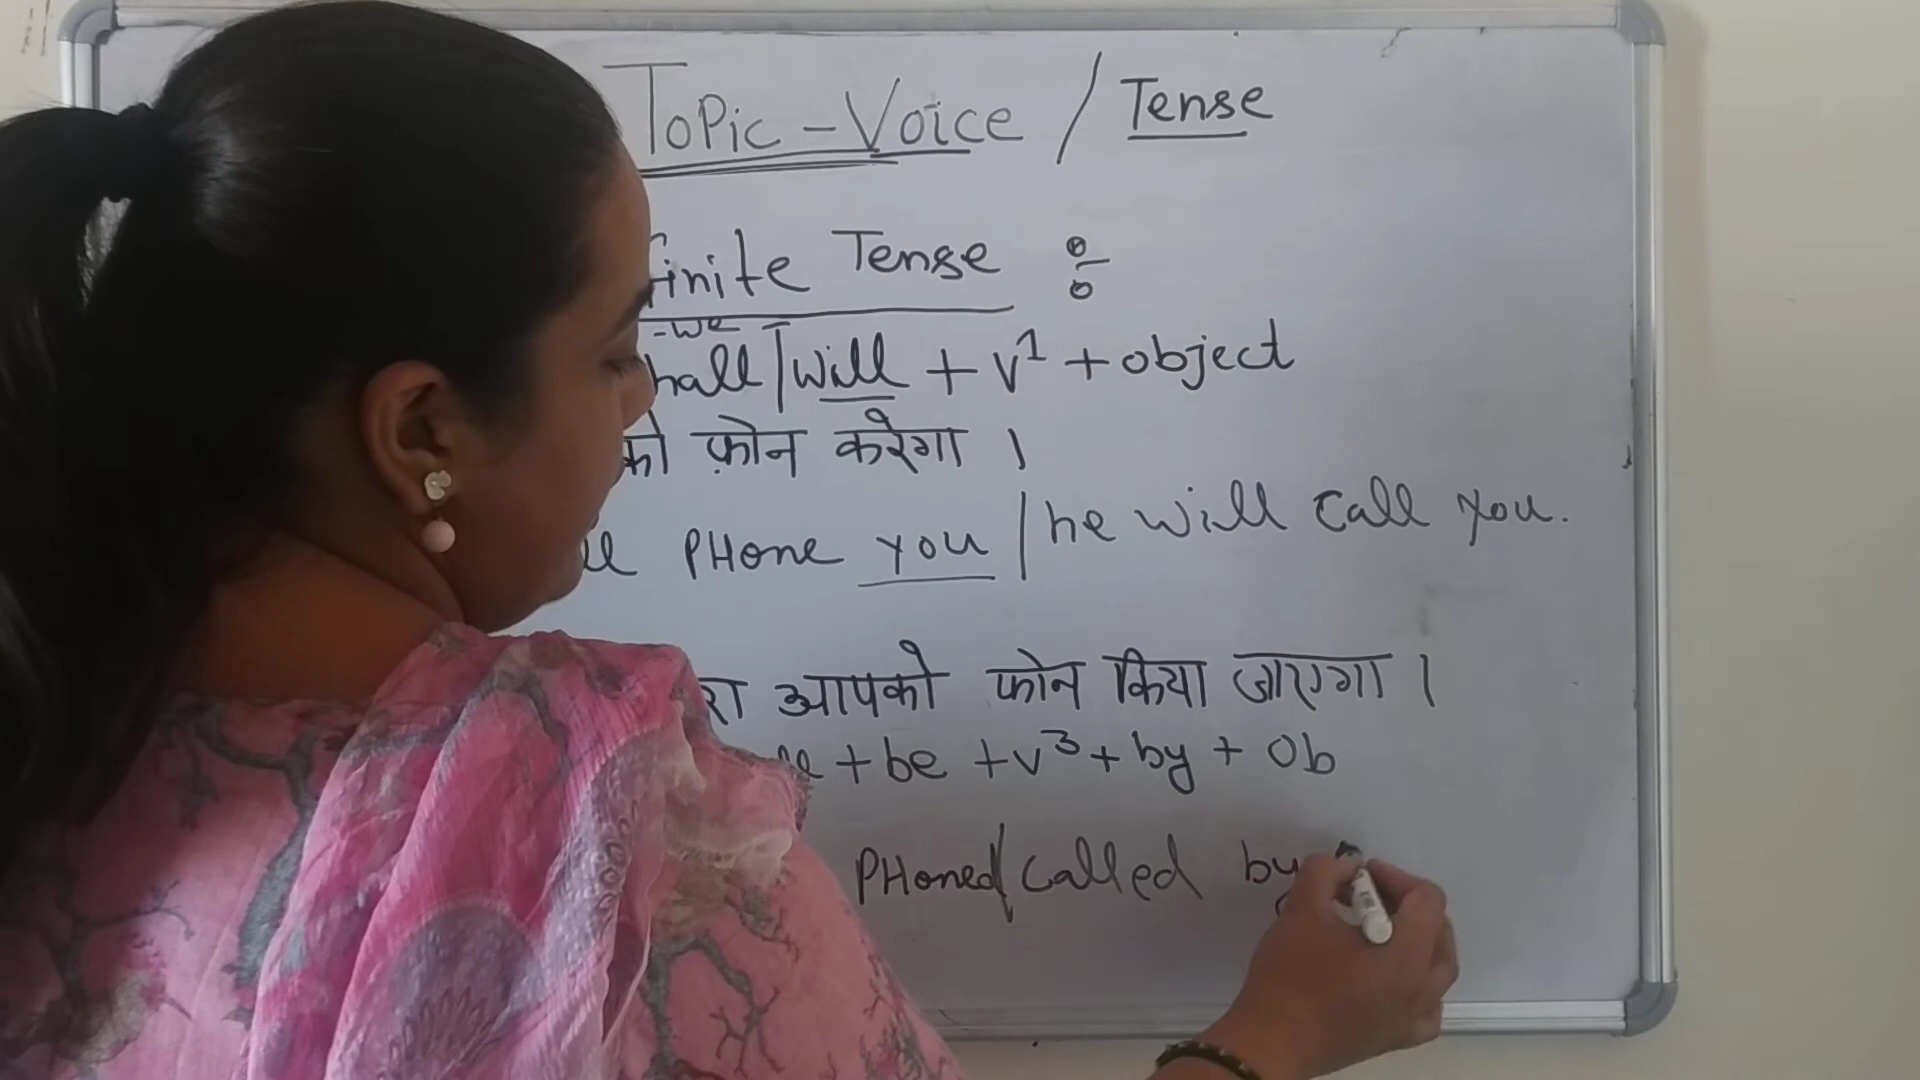 ToPic - Voice / Tense
finite Tense :-
-we
hall / will + v¹ + object
को फ़ोन करेगा ।
PHone you / he will call you.
रा आपको फोन किया जाएगा ।
+ be + v³ + by + Ob
PHoned / called by